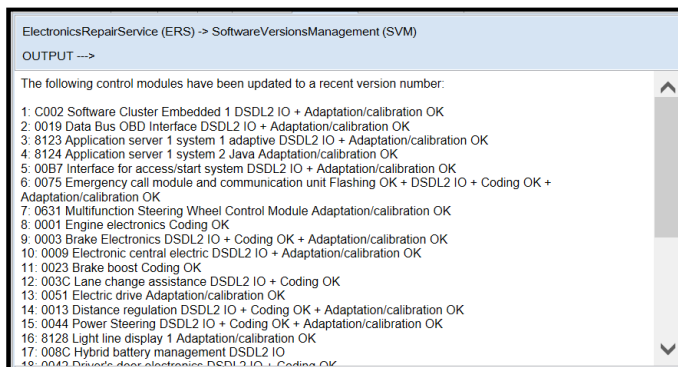 ElectronicsRepairService (ERS) -> SoftwareVersionsManagement (SVM)
OUTPUT --->
The following control modules have been updated to a recent version number:
1: C002 Software Cluster Embedded 1 DSDL2 IO + Adaptation/calibration OK
2: 0019 Data Bus OBD Interface DSDL2 IO + Adaptation/calibration OK
3: 8123 Application server 1 system 1 adaptive DSDL2 IO + Adaptation/calibration OK
4: 8124 Application server 1 system 2 Java Adaptation/calibration OK
5: 00B7 Interface for access/start system DSDL2 IO + Adaptation/calibration OK
6: 0075 Emergency call module and communication unit Flashing OK + DSDL2 IO + Coding OK +
Adaptation/calibration OK
7: 0631 Multifunction Steering Wheel Control Module Adaptation/calibration OK
8: 0001 Engine electronics Coding OK
9: 0003 Brake Electronics DSDL2 IO + Coding OK + Adaptation/calibration OK
10: 0009 Electronic central electric DSDL2 IO + Adaptation/calibration OK
11: 0023 Brake boost Coding OK
12: 003C Lane change assistance DSDL2 IO + Coding OK
13: 0051 Electric drive Adaptation/calibration OK
14: 0013 Distance regulation DSDL2 IO + Coding OK + Adaptation/calibration OK
15: 0044 Power Steering DSDL2 IO + Coding OK + Adaptation/calibration OK
16: 8128 Light line display 1 Adaptation/calibration OK
17: 008C Hybrid battery management DSDL2 IO
18: 0042 Driver's door electronics DSDL2 IO + Coding OK